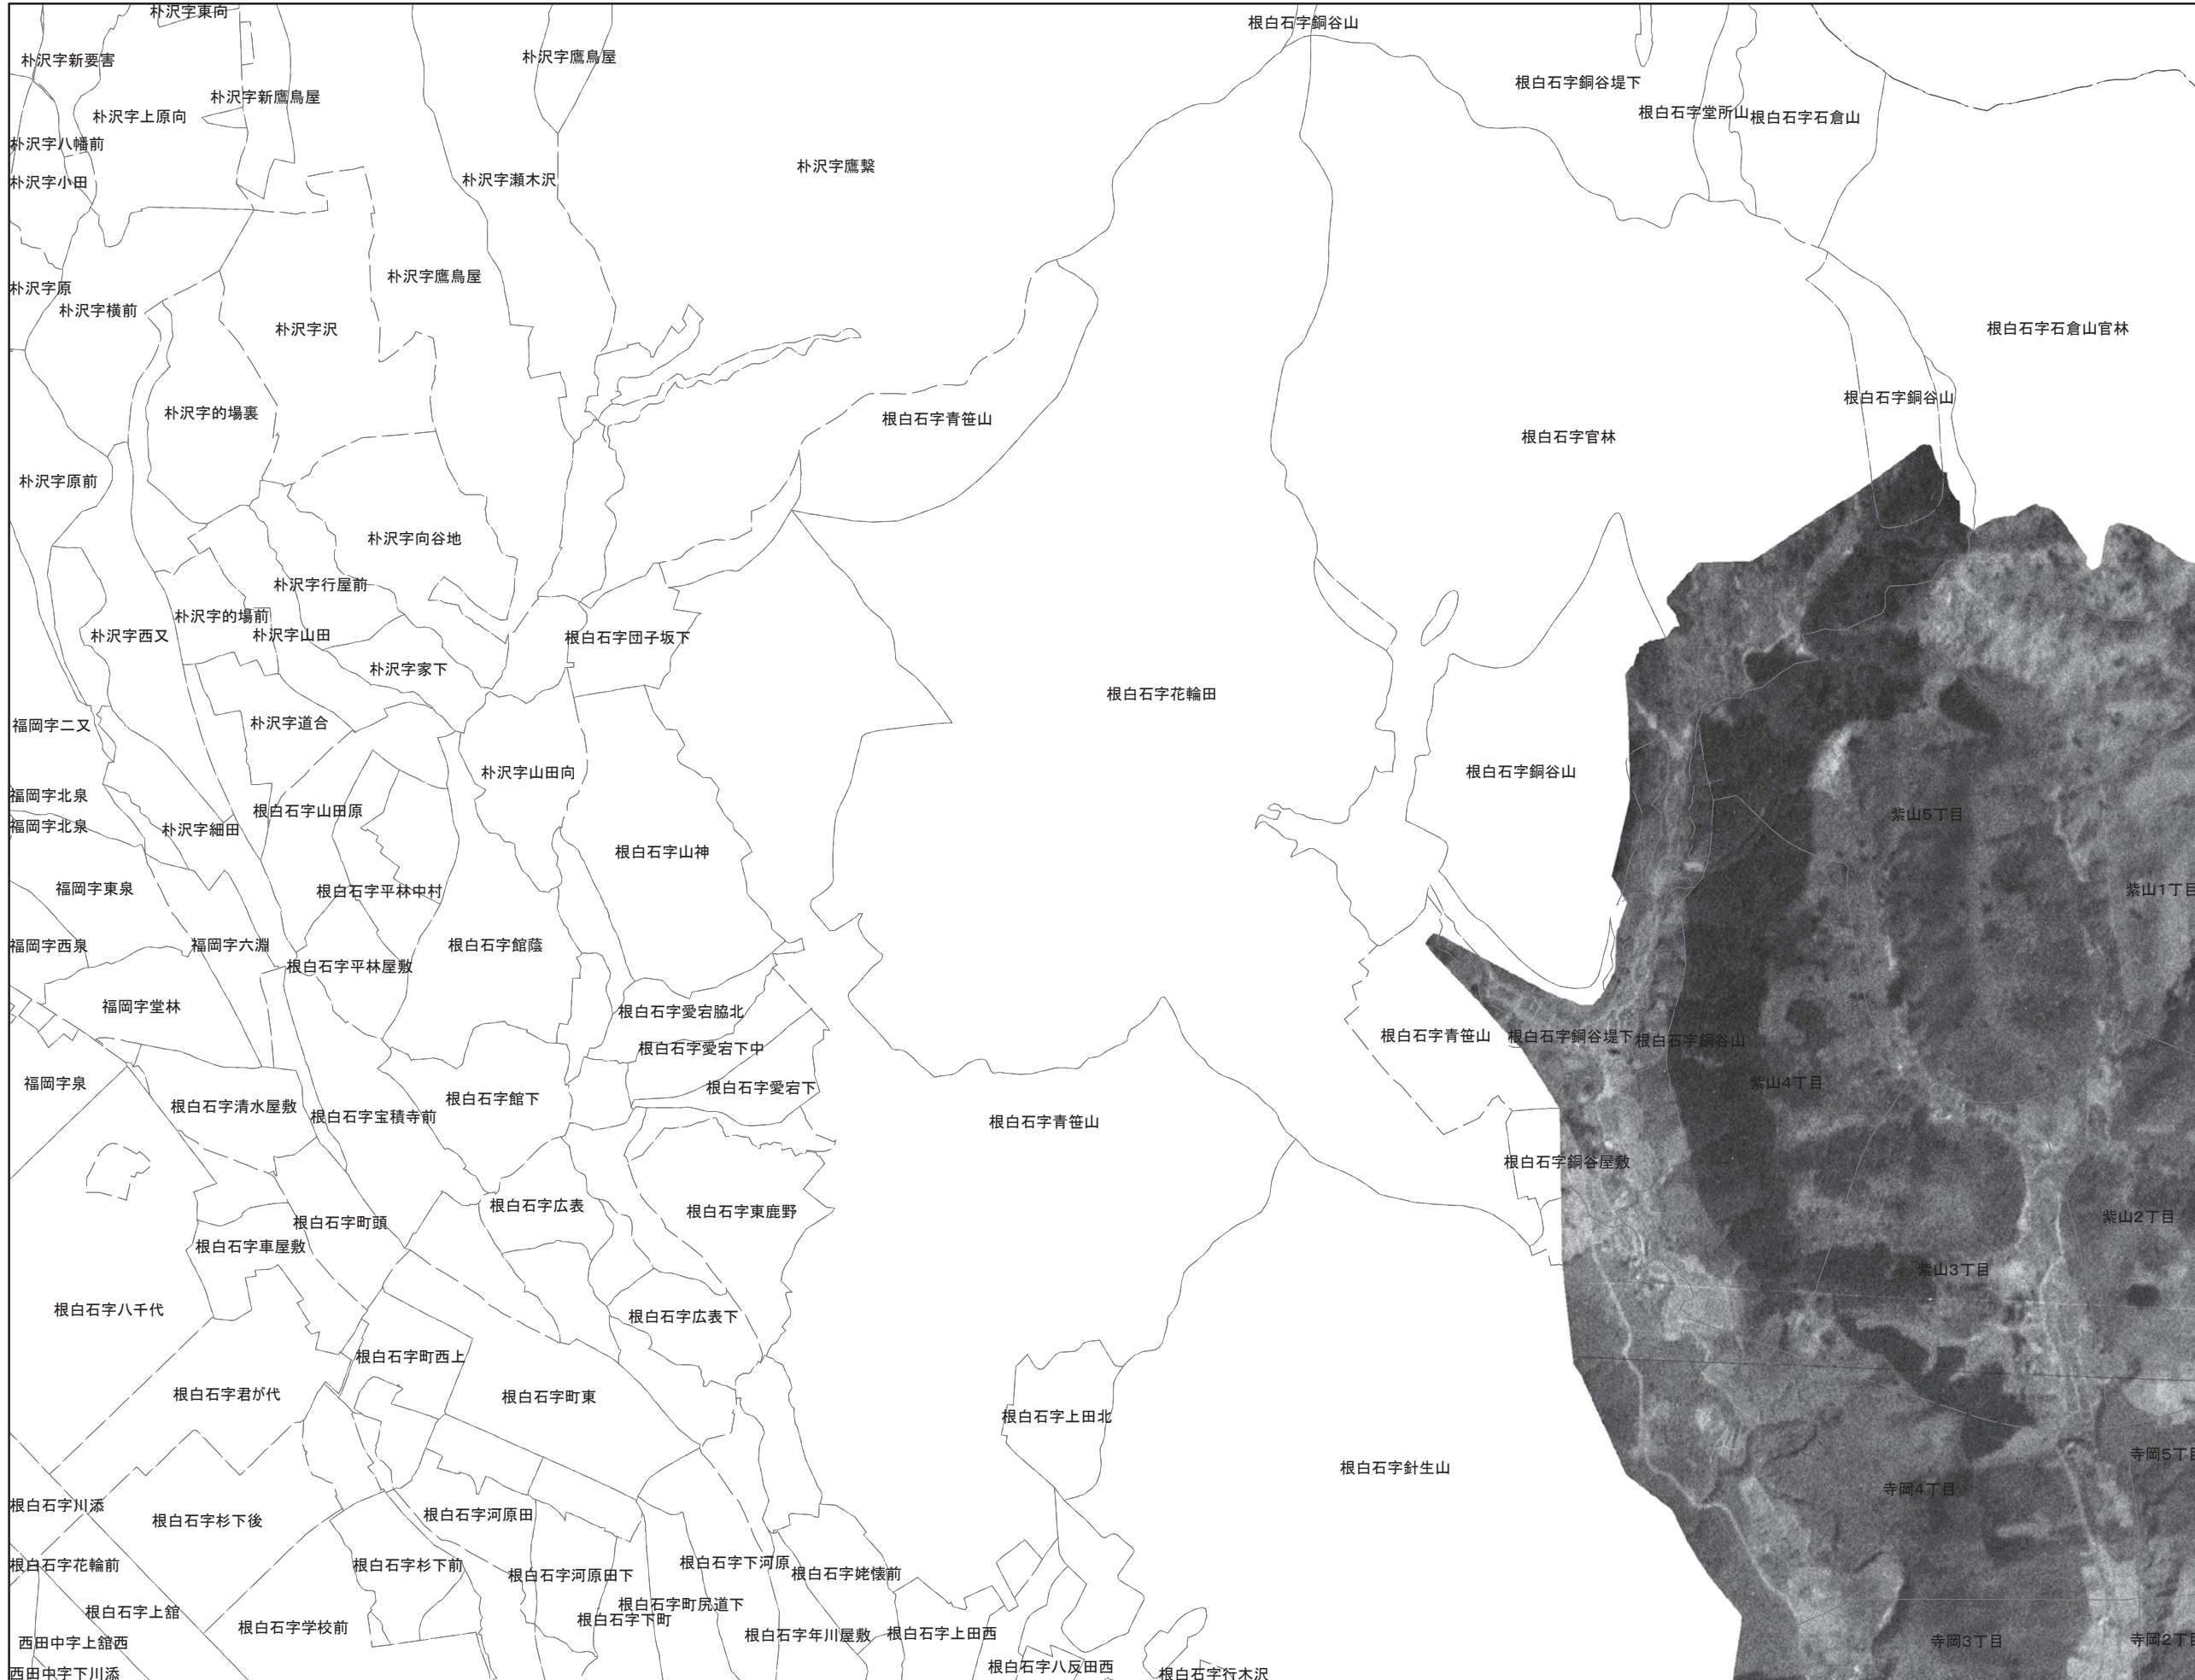 朴沢字東向
根白石字銅谷山
朴沢字新要害
朴沢字鷹鳥屋
根白石字銅谷堤下
朴沢字新鷹鳥屋
朴沢字上原向
根白石字堂所山
根白石字石倉山
朴沢字八幡前
朴沢字鷹繋
朴沢字小田
朴沢字瀬木沢
朴沢字鷹鳥屋
朴沢字原
朴沢字横前
朴沢字沢
根白石字石倉山官林
根白石字銅谷山
朴沢字的場裏
根白石字青笹山
根白石字官林
朴沢字原前
朴沢字向谷地
朴沢字行屋前
朴沢字的場前
朴沢字西又
朴沢字山田
根白石字団子坂下
朴沢字家下
根白石字花輪田
福岡字二又
朴沢字道合
朴沢字山田向
根白石字銅谷山
福岡字北泉
根白石字山田原
紫山5丁目
福岡字北泉
朴沢字細田
根白石字山神
福岡字東泉
根白石字平林中村
紫山1丁目
福岡字西泉
福岡字六淵
根白石字館蔭
根白石字平林屋敷
福岡字堂林
根白石字愛宕脇北
根白石字青笹山
根白石字銅谷堤下
根白石字銅谷山
根白石字愛宕下中
福岡字泉
紫山4丁目
根白石字愛宕下
根白石字清水屋敷
根白石字館下
根白石字宝積寺前
根白石字青笹山
根白石字銅谷屋敷
根白石字広表
根白石字東鹿野
紫山2丁目
根白石字町頭
根白石字車屋敷
紫山3丁目
根白石字八千代
根白石字広表下
根白石字町西上
根白石字君が代
根白石字町東
根白石字上田北
寺岡5丁目
根白石字針生山
寺岡4丁目
根白石字川添
根白石字杉下後
根白石字河原田
根白石字花輪前
根白石字杉下前
根白石字下河原
根白石字河原田下
根白石字姥懐前
根白石字町尻道下
根白石字上舘
根白石字下町
根白石字学校前
根白石字年川屋敷
根白石字上田西
西田中字上舘西
寺岡3丁目
寺岡2丁目
根白石字八反田西
西田中字下川添
根白石字行木沢